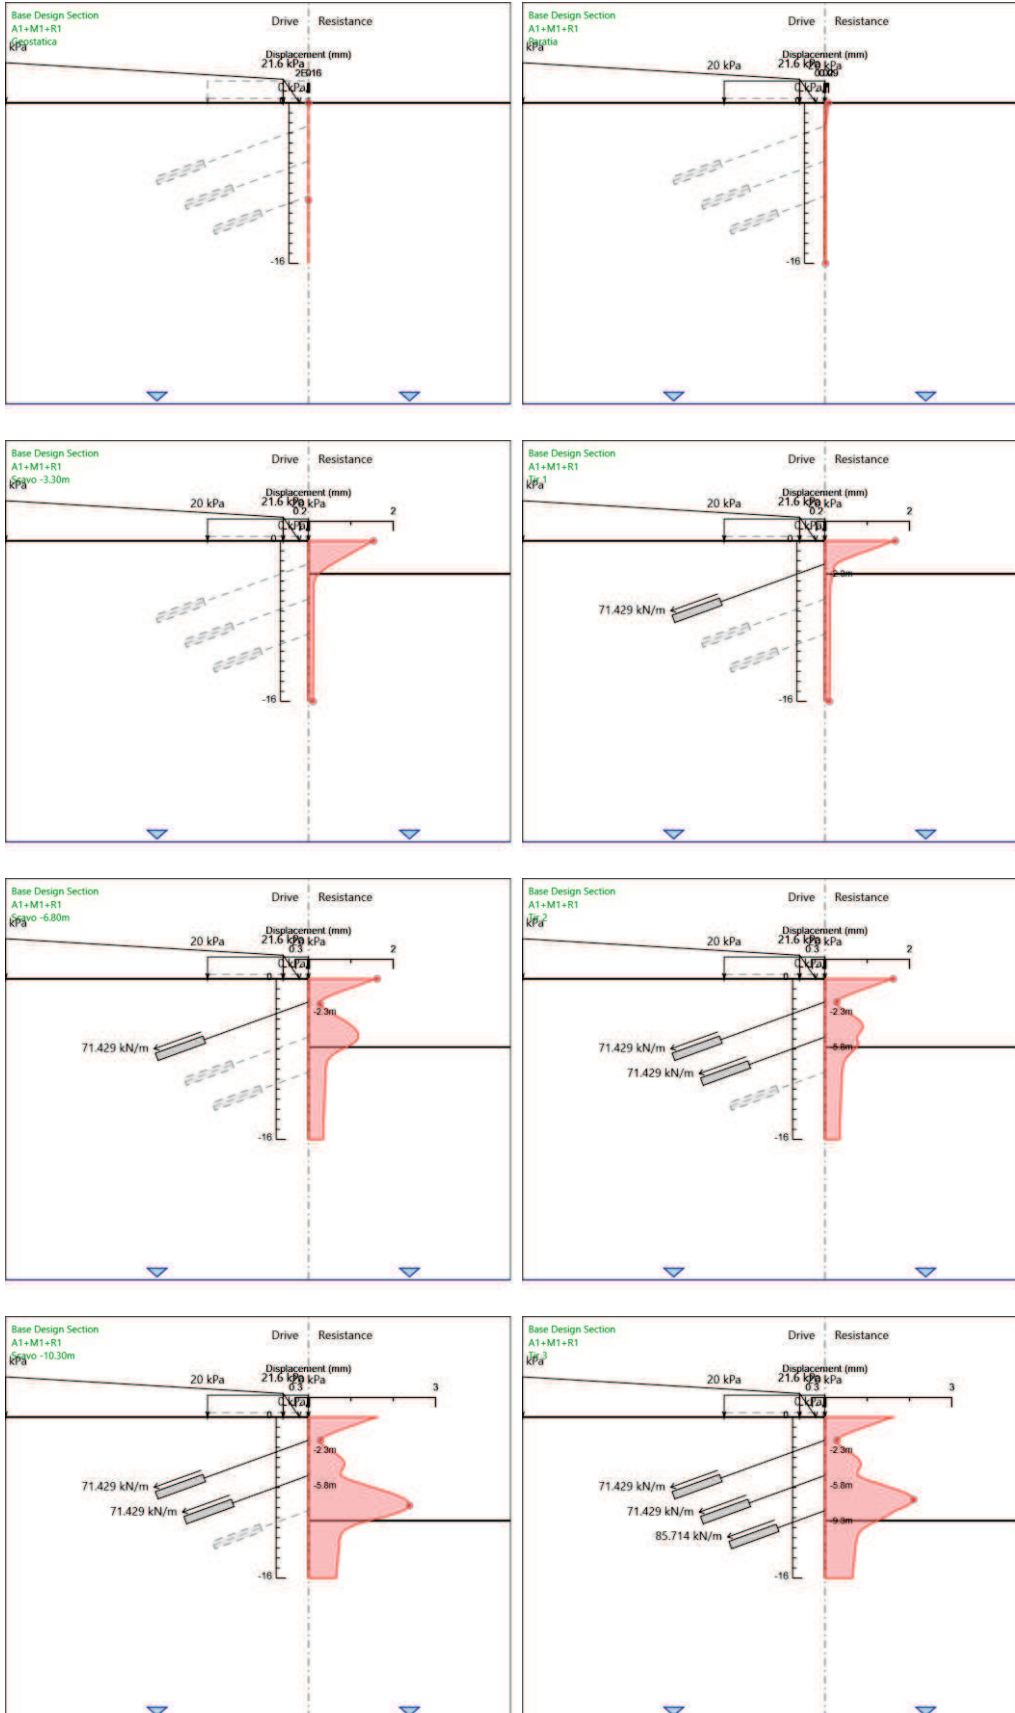 Base Design Section
A1+M1+R1
Geostatica
kPa
Drive
Resistance
Displacement (mm)
21.6 kPa
0 kPa
-16
Base Design Section
A1+M1+R1
Paratia
kPa
Drive
Resistance
Displacement (mm)
20 kPa
21.6 kPa
0 kPa
-16
Base Design Section
A1+M1+R1
Scavo -3.30m
kPa
Drive
Resistance
Displacement (mm)
20 kPa
21.6 kPa
0.2
2
0 kPa
0
-16
Base Design Section
A1+M1+R1
Tir 1
kPa
Drive
Resistance
Displacement (mm)
20 kPa
21.6 kPa
0.2
2
0 kPa
0
-2.3m
71.429 kN/m
-16
Base Design Section
A1+M1+R1
Scavo -6.80m
kPa
Drive
Resistance
Displacement (mm)
20 kPa
21.6 kPa
0.3
2
0 kPa
0
-2.3m
71.429 kN/m
-16
Base Design Section
A1+M1+R1
Tir 2
kPa
Drive
Resistance
Displacement (mm)
20 kPa
21.6 kPa
0.3
2
0 kPa
0
-2.3m
71.429 kN/m
-5.8m
71.429 kN/m
-16
Base Design Section
A1+M1+R1
Scavo -10.30m
kPa
Drive
Resistance
Displacement (mm)
20 kPa
21.6 kPa
0.3
3
0 kPa
0
-2.3m
71.429 kN/m
-5.8m
71.429 kN/m
-16
Base Design Section
A1+M1+R1
Tir 3
kPa
Drive
Resistance
Displacement (mm)
20 kPa
21.6 kPa
0.3
3
0 kPa
0
-2.3m
71.429 kN/m
-5.8m
71.429 kN/m
-9.3m
85.714 kN/m
-16